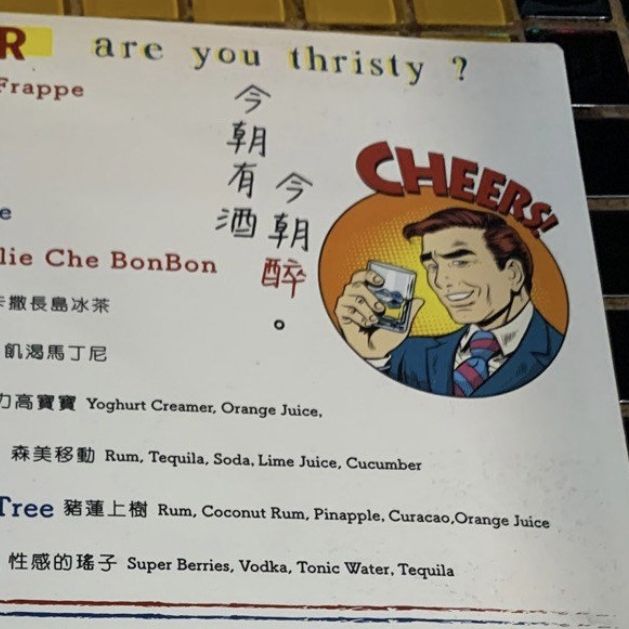 R are you thristy ?
Frappe
今朝有酒
今朝醉。
CHEERS!
e
lie Che BonBon
撒長島冰茶
飢渴馬丁尼
力高寶寶 Yoghurt Creamer, Orange Juice,
森美移動 Rum, Tequila, Soda, Lime Juice, Cucumber
Tree 豬蓮上樹 Rum, Coconut Rum, Pinapple, Curacao,Orange Juice
性感的瑤子 Super Berries, Vodka, Tonic Water, Tequila